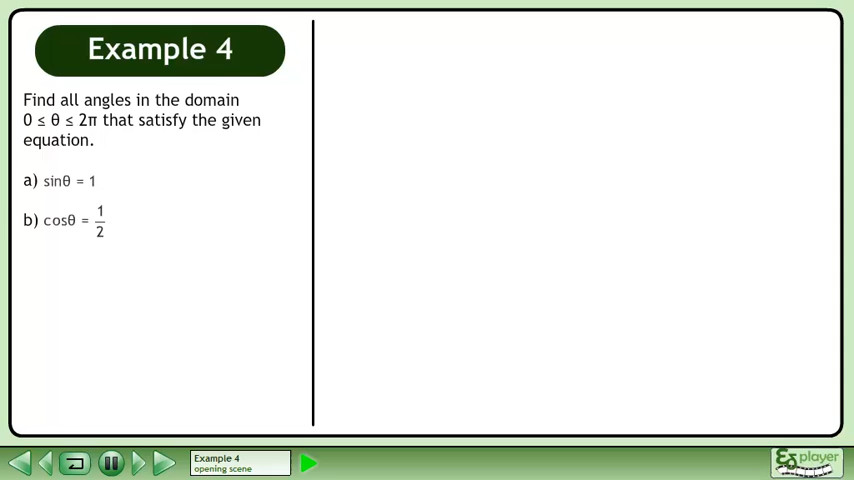 Example 4
Find all angles in the domain
0 ≤ θ ≤ 2π that satisfy the given
equation.
a) sinθ = 1
b) cosθ = 1/2
Example 4
opening scene
player